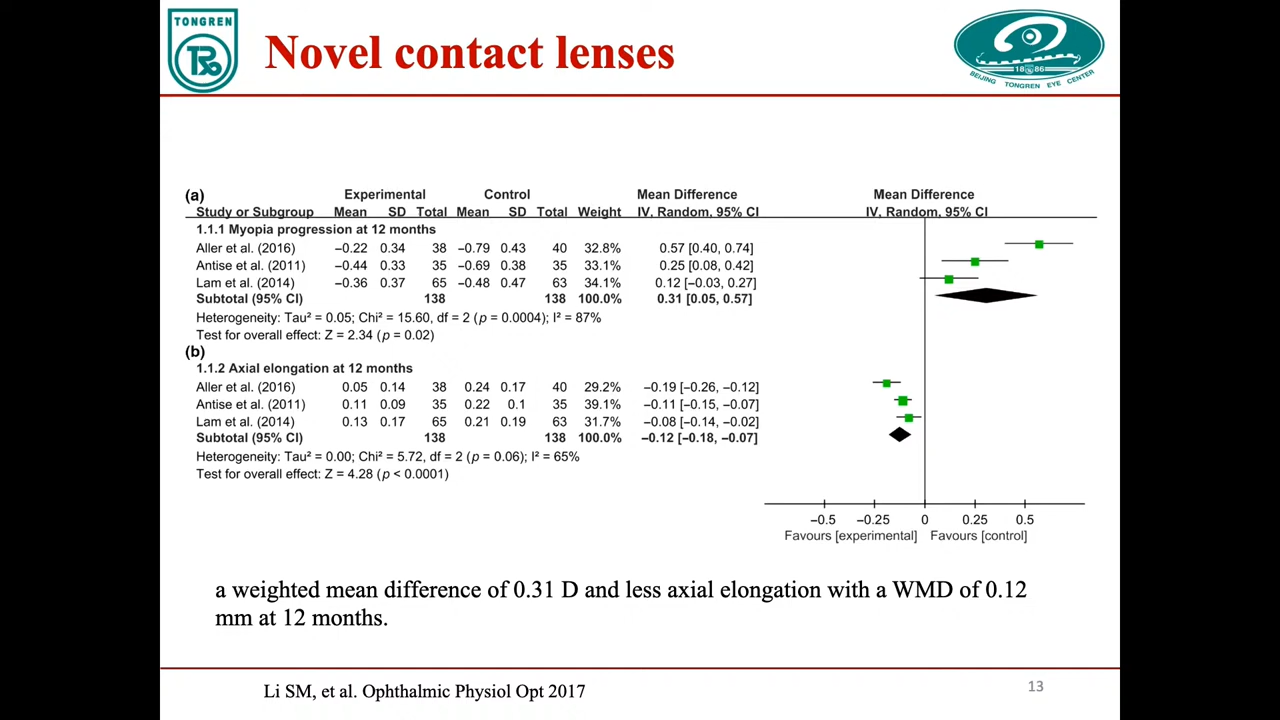 TONGREN
Novel contact lenses
1886
BEIJING TONGREN EYE CENTER
(a)
Experimental Control Mean Difference Mean Difference
Study or Subgroup Mean SD Total Mean SD Total Weight IV, Random, 95% CI IV, Random, 95% CI
1.1.1 Myopia progression at 12 months
Aller et al. (2016) −0.22 0.34 38 −0.79 0.43 40 32.8% 0.57 [0.40, 0.74]
Antise et al. (2011) −0.44 0.33 35 −0.69 0.38 35 33.1% 0.25 [0.08, 0.42]
Lam et al. (2014) −0.36 0.37 65 −0.48 0.47 63 34.1% 0.12 [−0.03, 0.27]
Subtotal (95% CI) 138 138 100.0% 0.31 [0.05, 0.57]
Heterogeneity: Tau² = 0.05; Chi² = 15.60, df = 2 (p = 0.0004); I² = 87%
Test for overall effect: Z = 2.34 (p = 0.02)
(b)
1.1.2 Axial elongation at 12 months
Aller et al. (2016) 0.05 0.14 38 0.24 0.17 40 29.2% −0.19 [−0.26, −0.12]
Antise et al. (2011) 0.11 0.09 35 0.22 0.1 35 39.1% −0.11 [−0.15, −0.07]
Lam et al. (2014) 0.13 0.17 65 0.21 0.19 63 31.7% −0.08 [−0.14, −0.02]
Subtotal (95% CI) 138 138 100.0% −0.12 [−0.18, −0.07]
Heterogeneity: Tau² = 0.00; Chi² = 5.72, df = 2 (p = 0.06); I² = 65%
Test for overall effect: Z = 4.28 (p < 0.0001)
−0.5 −0.25 0 0.25 0.5
Favours [experimental] Favours [control]
a weighted mean difference of 0.31 D and less axial elongation with a WMD of 0.12
mm at 12 months.
Li SM, et al. Ophthalmic Physiol Opt 2017
13